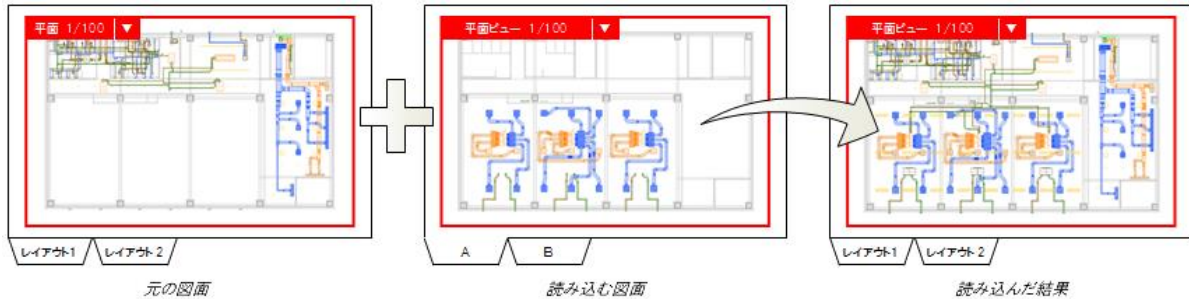 平面 1/100 ▼
レイアウト1 レイアウト2
元の図面
平面ビュー 1/100 ▼
A B
読み込む図面
平面ビュー 1/100 ▼
レイアウト1 レイアウト2
読み込んだ結果